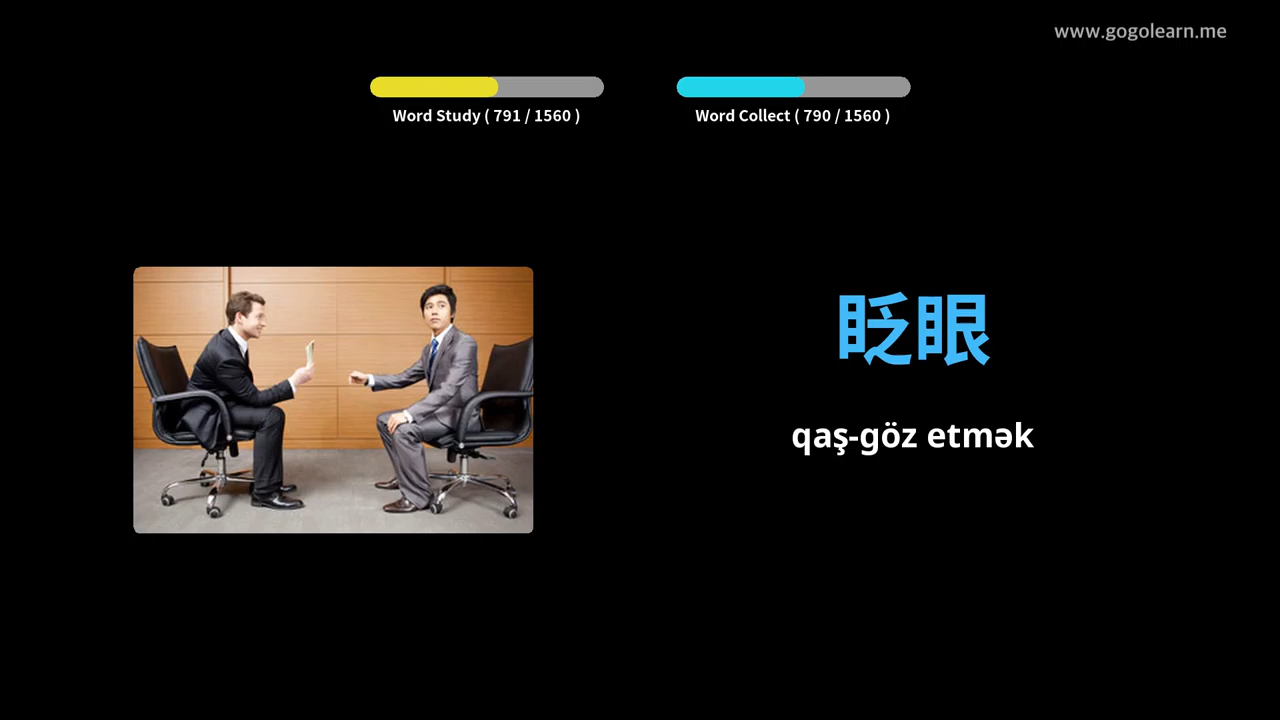 www.gogolearn.me
Word Study ( 791 / 1560 )
Word Collect ( 790 / 1560 )
眨眼
qaş-göz etmək